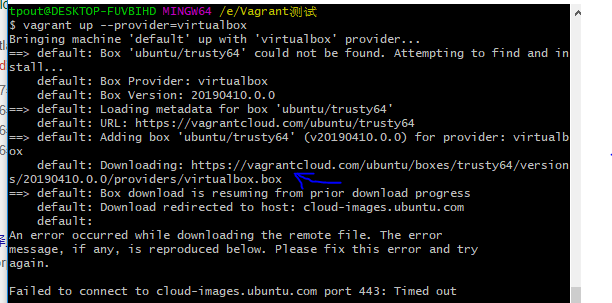 tpout@DESKTOP-FUVBIHD MINGW64 /e/Vagrant测试
$ vagrant up --provider=virtualbox
Bringing machine 'default' up with 'virtualbox' provider...
==> default: Box 'ubuntu/trusty64' could not be found. Attempting to find and in
stall...
    default: Box Provider: virtualbox
    default: Box Version: 20190410.0.0
==> default: Loading metadata for box 'ubuntu/trusty64'
    default: URL: https://vagrantcloud.com/ubuntu/trusty64
==> default: Adding box 'ubuntu/trusty64' (v20190410.0.0) for provider: virtualb
ox
    default: Downloading: https://vagrantcloud.com/ubuntu/boxes/trusty64/version
s/20190410.0.0/providers/virtualbox.box
==> default: Box download is resuming from prior download progress
    default: Download redirected to host: cloud-images.ubuntu.com
    default:
An error occurred while downloading the remote file. The error
message, if any, is reproduced below. Please fix this error and try
again.
Failed to connect to cloud-images.ubuntu.com port 443: Timed out